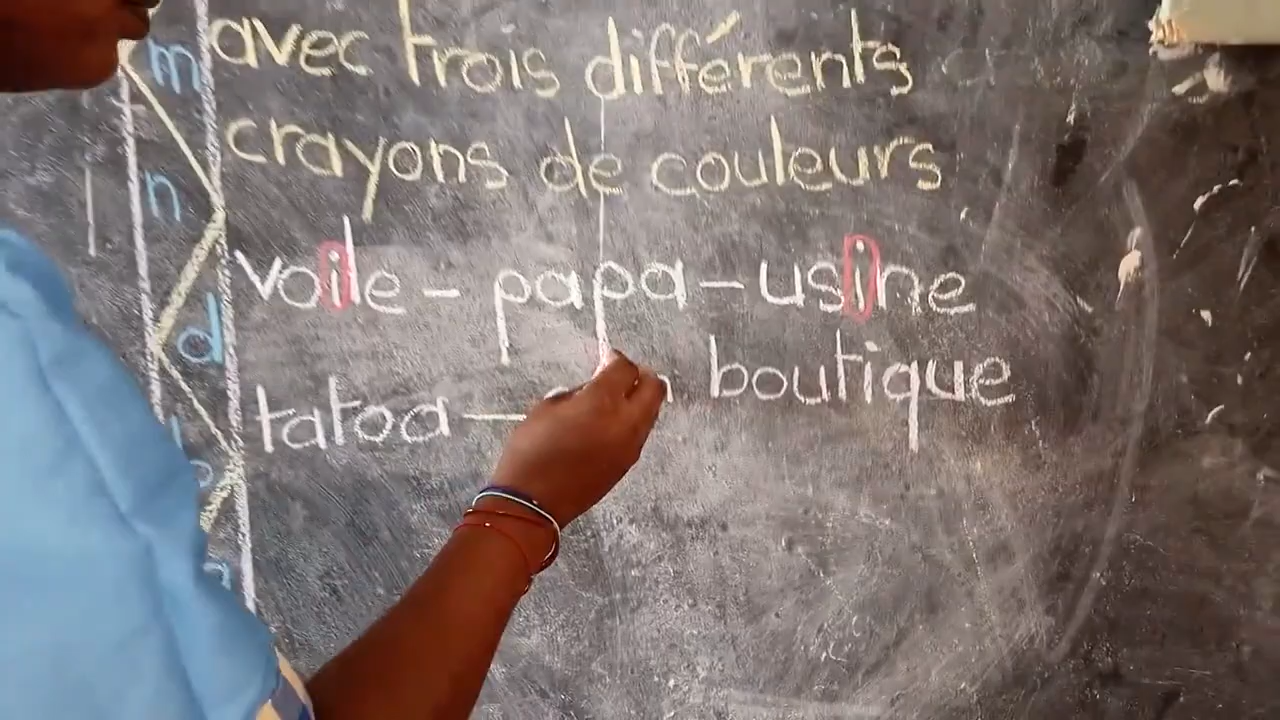 m avec trois différents
crayons de couleurs
n
voile - papa - usine
d
tatoa - boutique